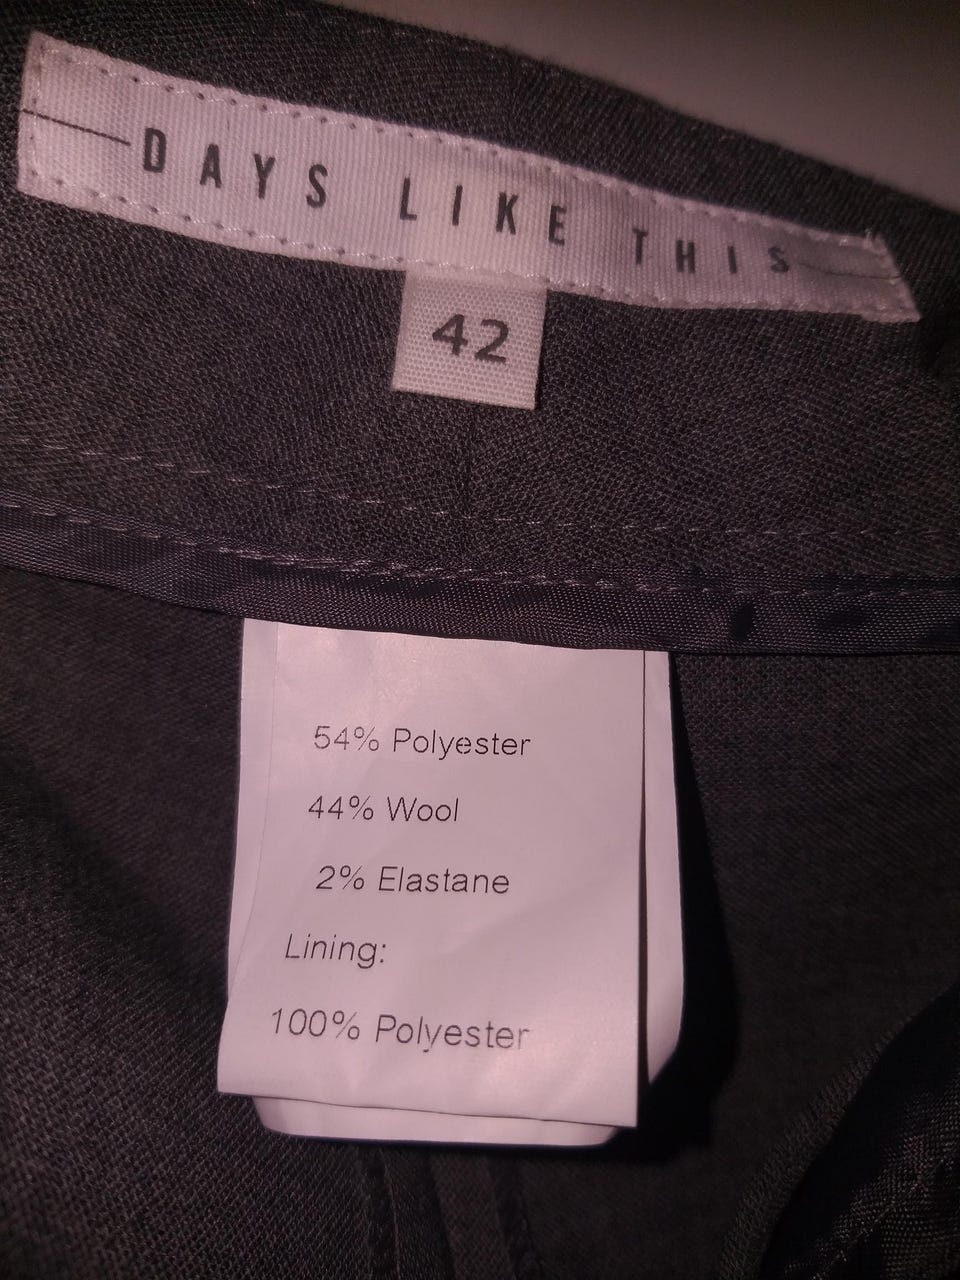 DAYS LIKE THIS
42
54% Polyester
44% Wool
2% Elastane
Lining:
100% Polyester